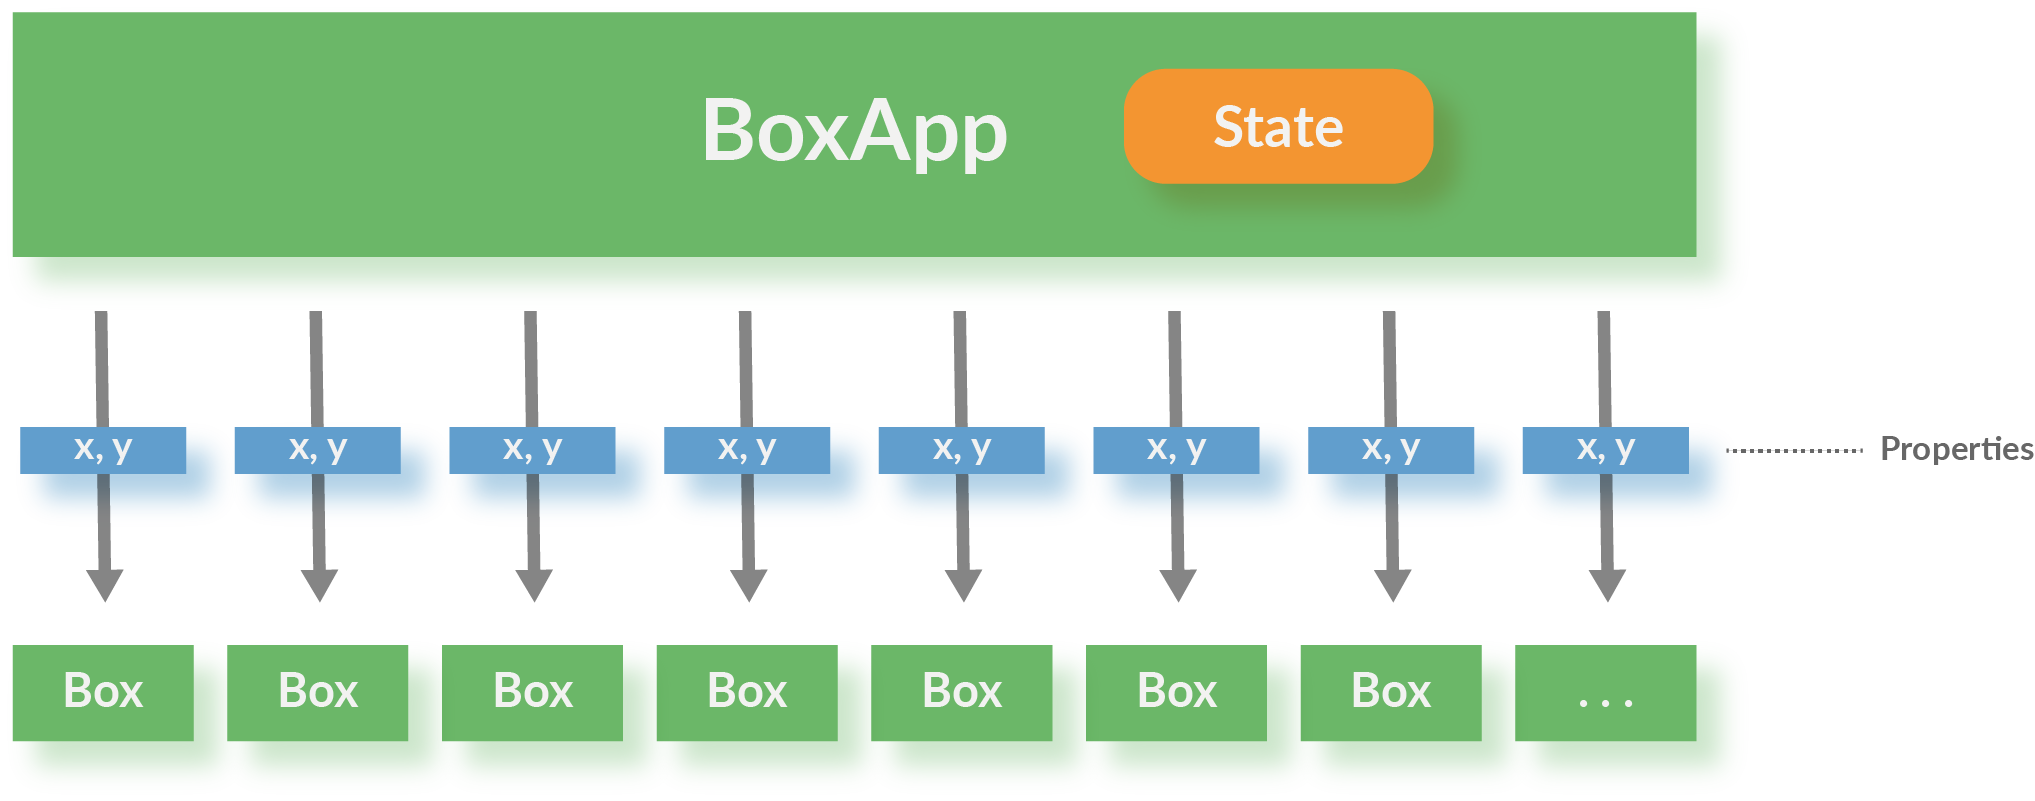 BoxApp State
x, y x, y x, y x, y x, y x, y x, y x, y Properties
Box Box Box Box Box Box Box . . .